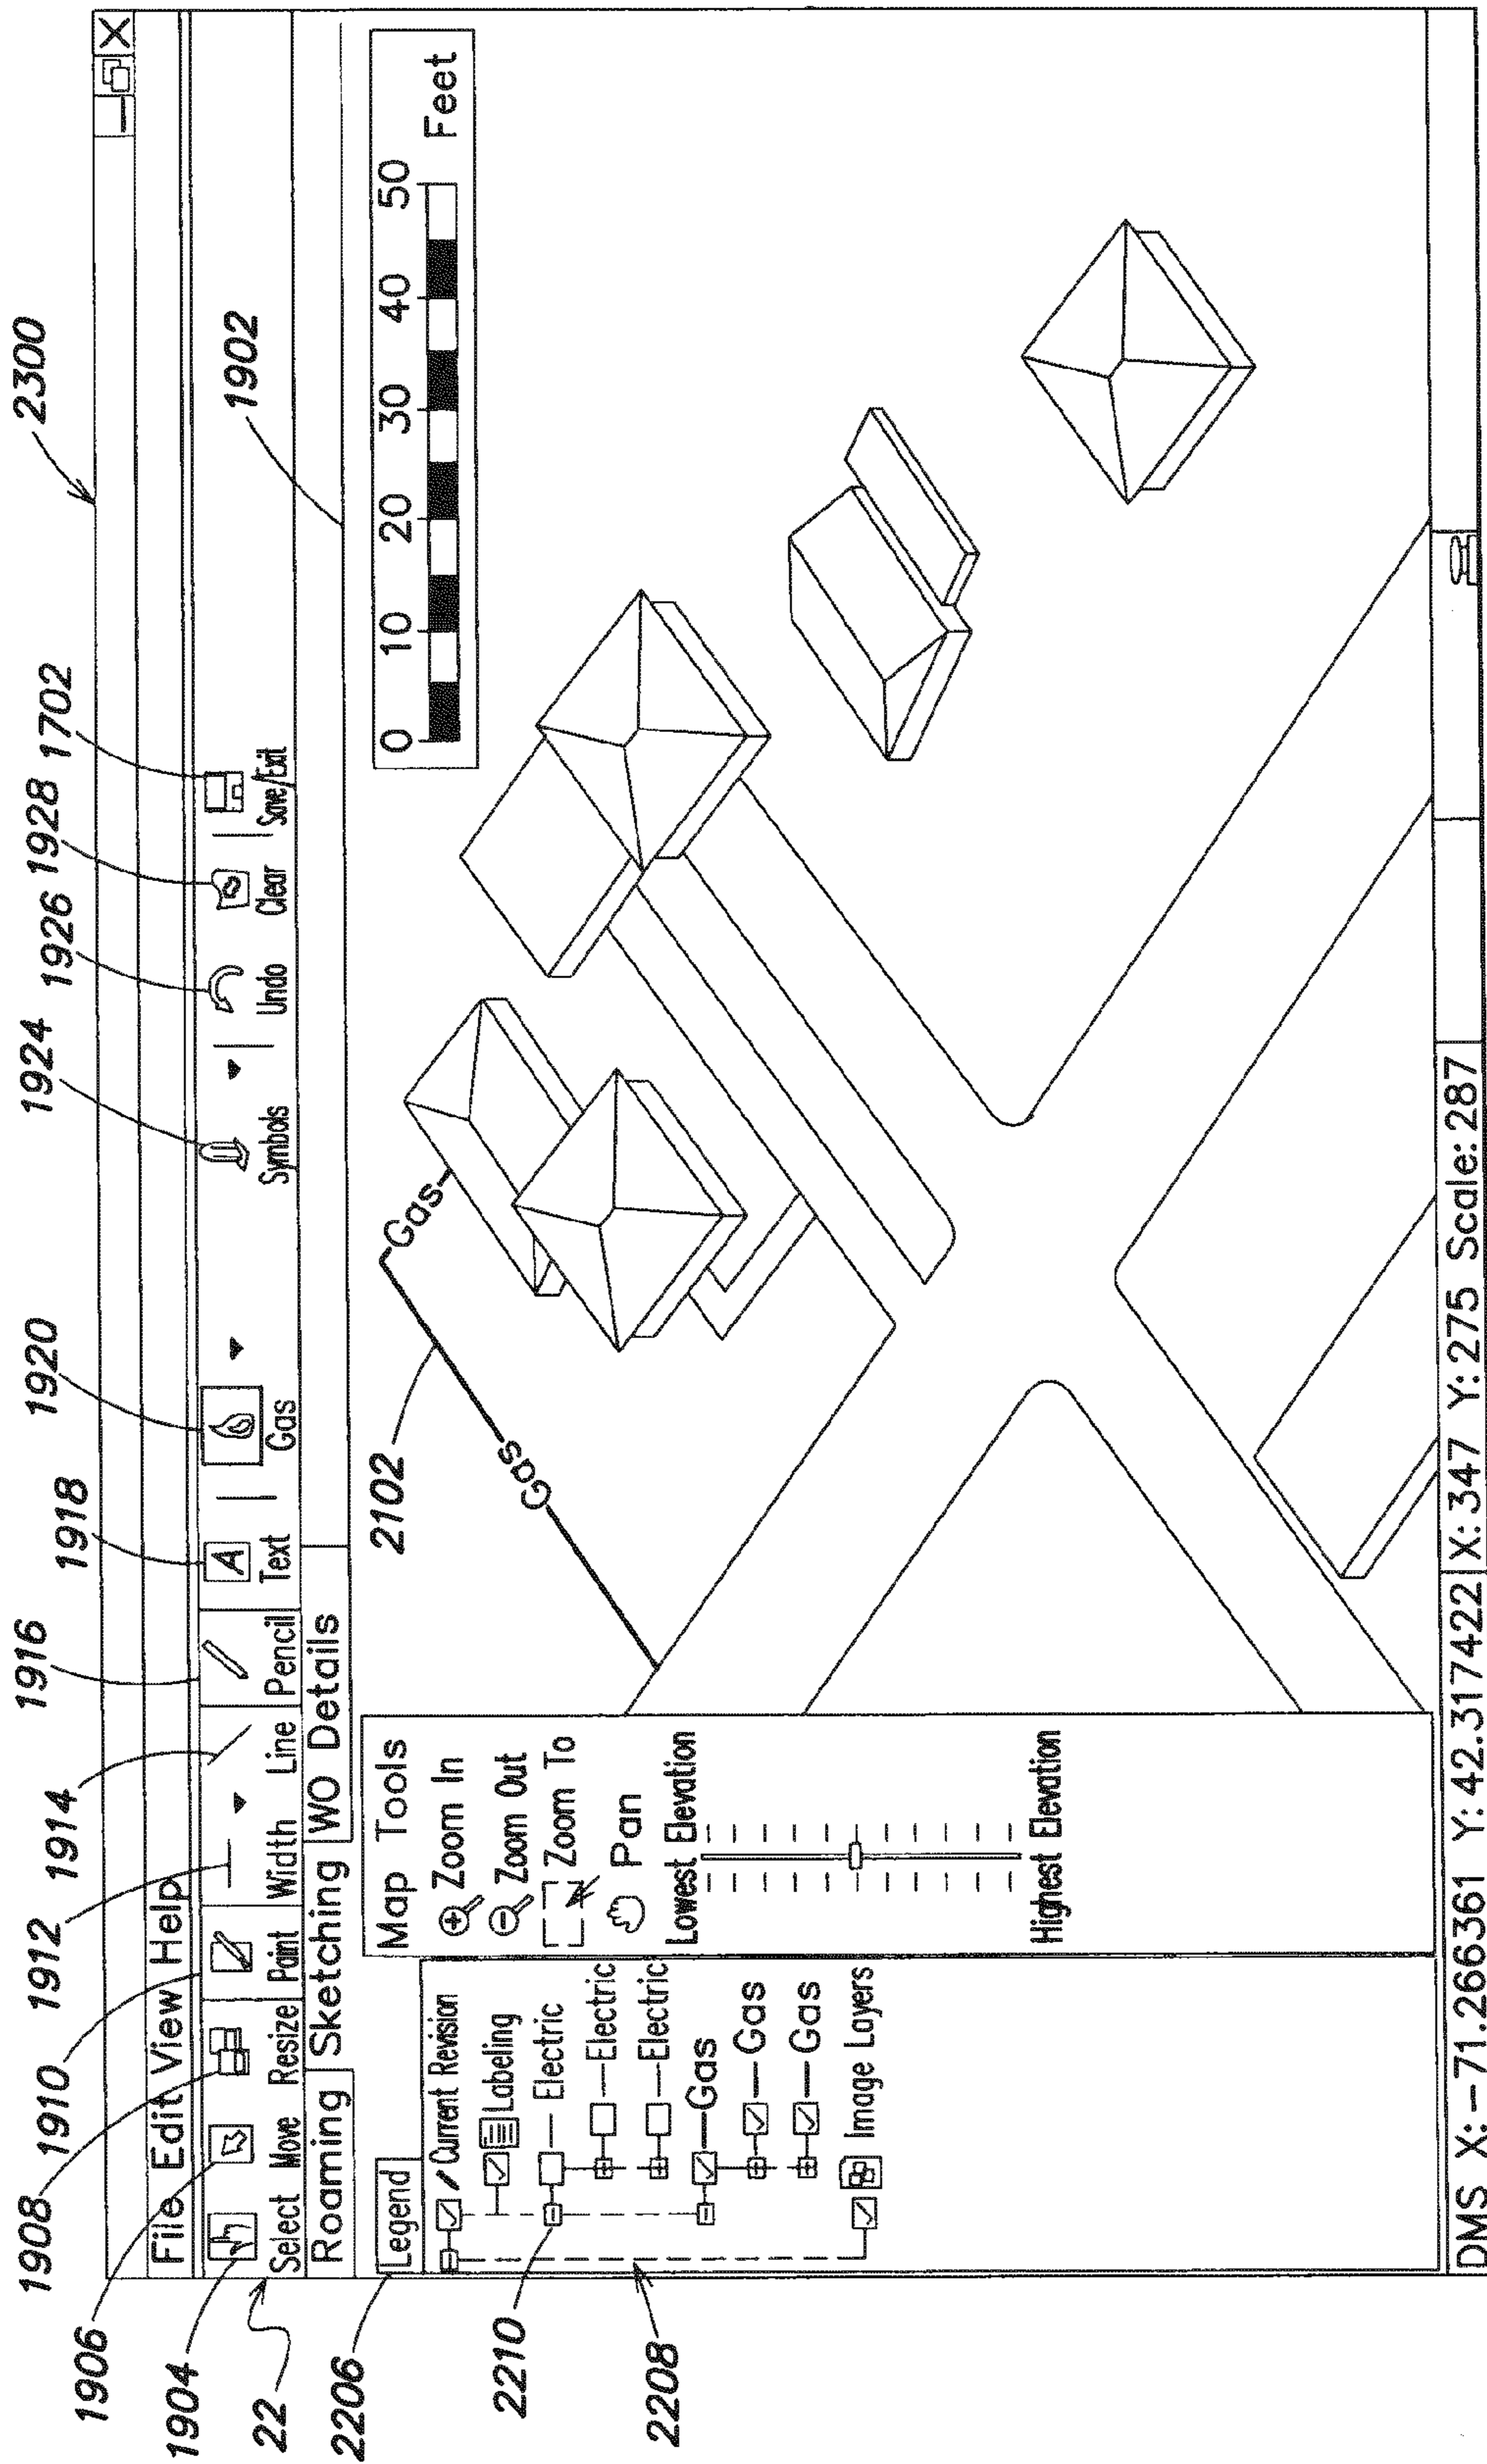 2300
1908 1910 1912 1914 1916 1918 1920 1924 1926 1928 1702
1906
1904
22
File Edit View Help
Select Move Resize Paint Width Line Pencil Text Gas Symbols Undo Clear Save/Exit
Roaming Sketching WO Details
1902
2206
Legend
Current Revision
Labeling
Electric
Electric
Electric
Gas
Gas
Gas
Image Layers
2210
2208
Map Tools
Zoom In
Zoom Out
Zoom To
Pan
Lowest Elevation
Highest Elevation
2102
Gas
Gas
0 10 20 30 40 50
Feet
DMS X: -71.266361 Y: 42.317422 X: 347 Y: 275 Scale: 287